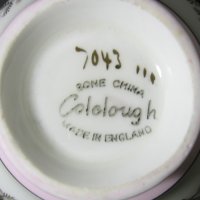 7043 ...
BONE CHINA
Colclough
MADE IN ENGLAND